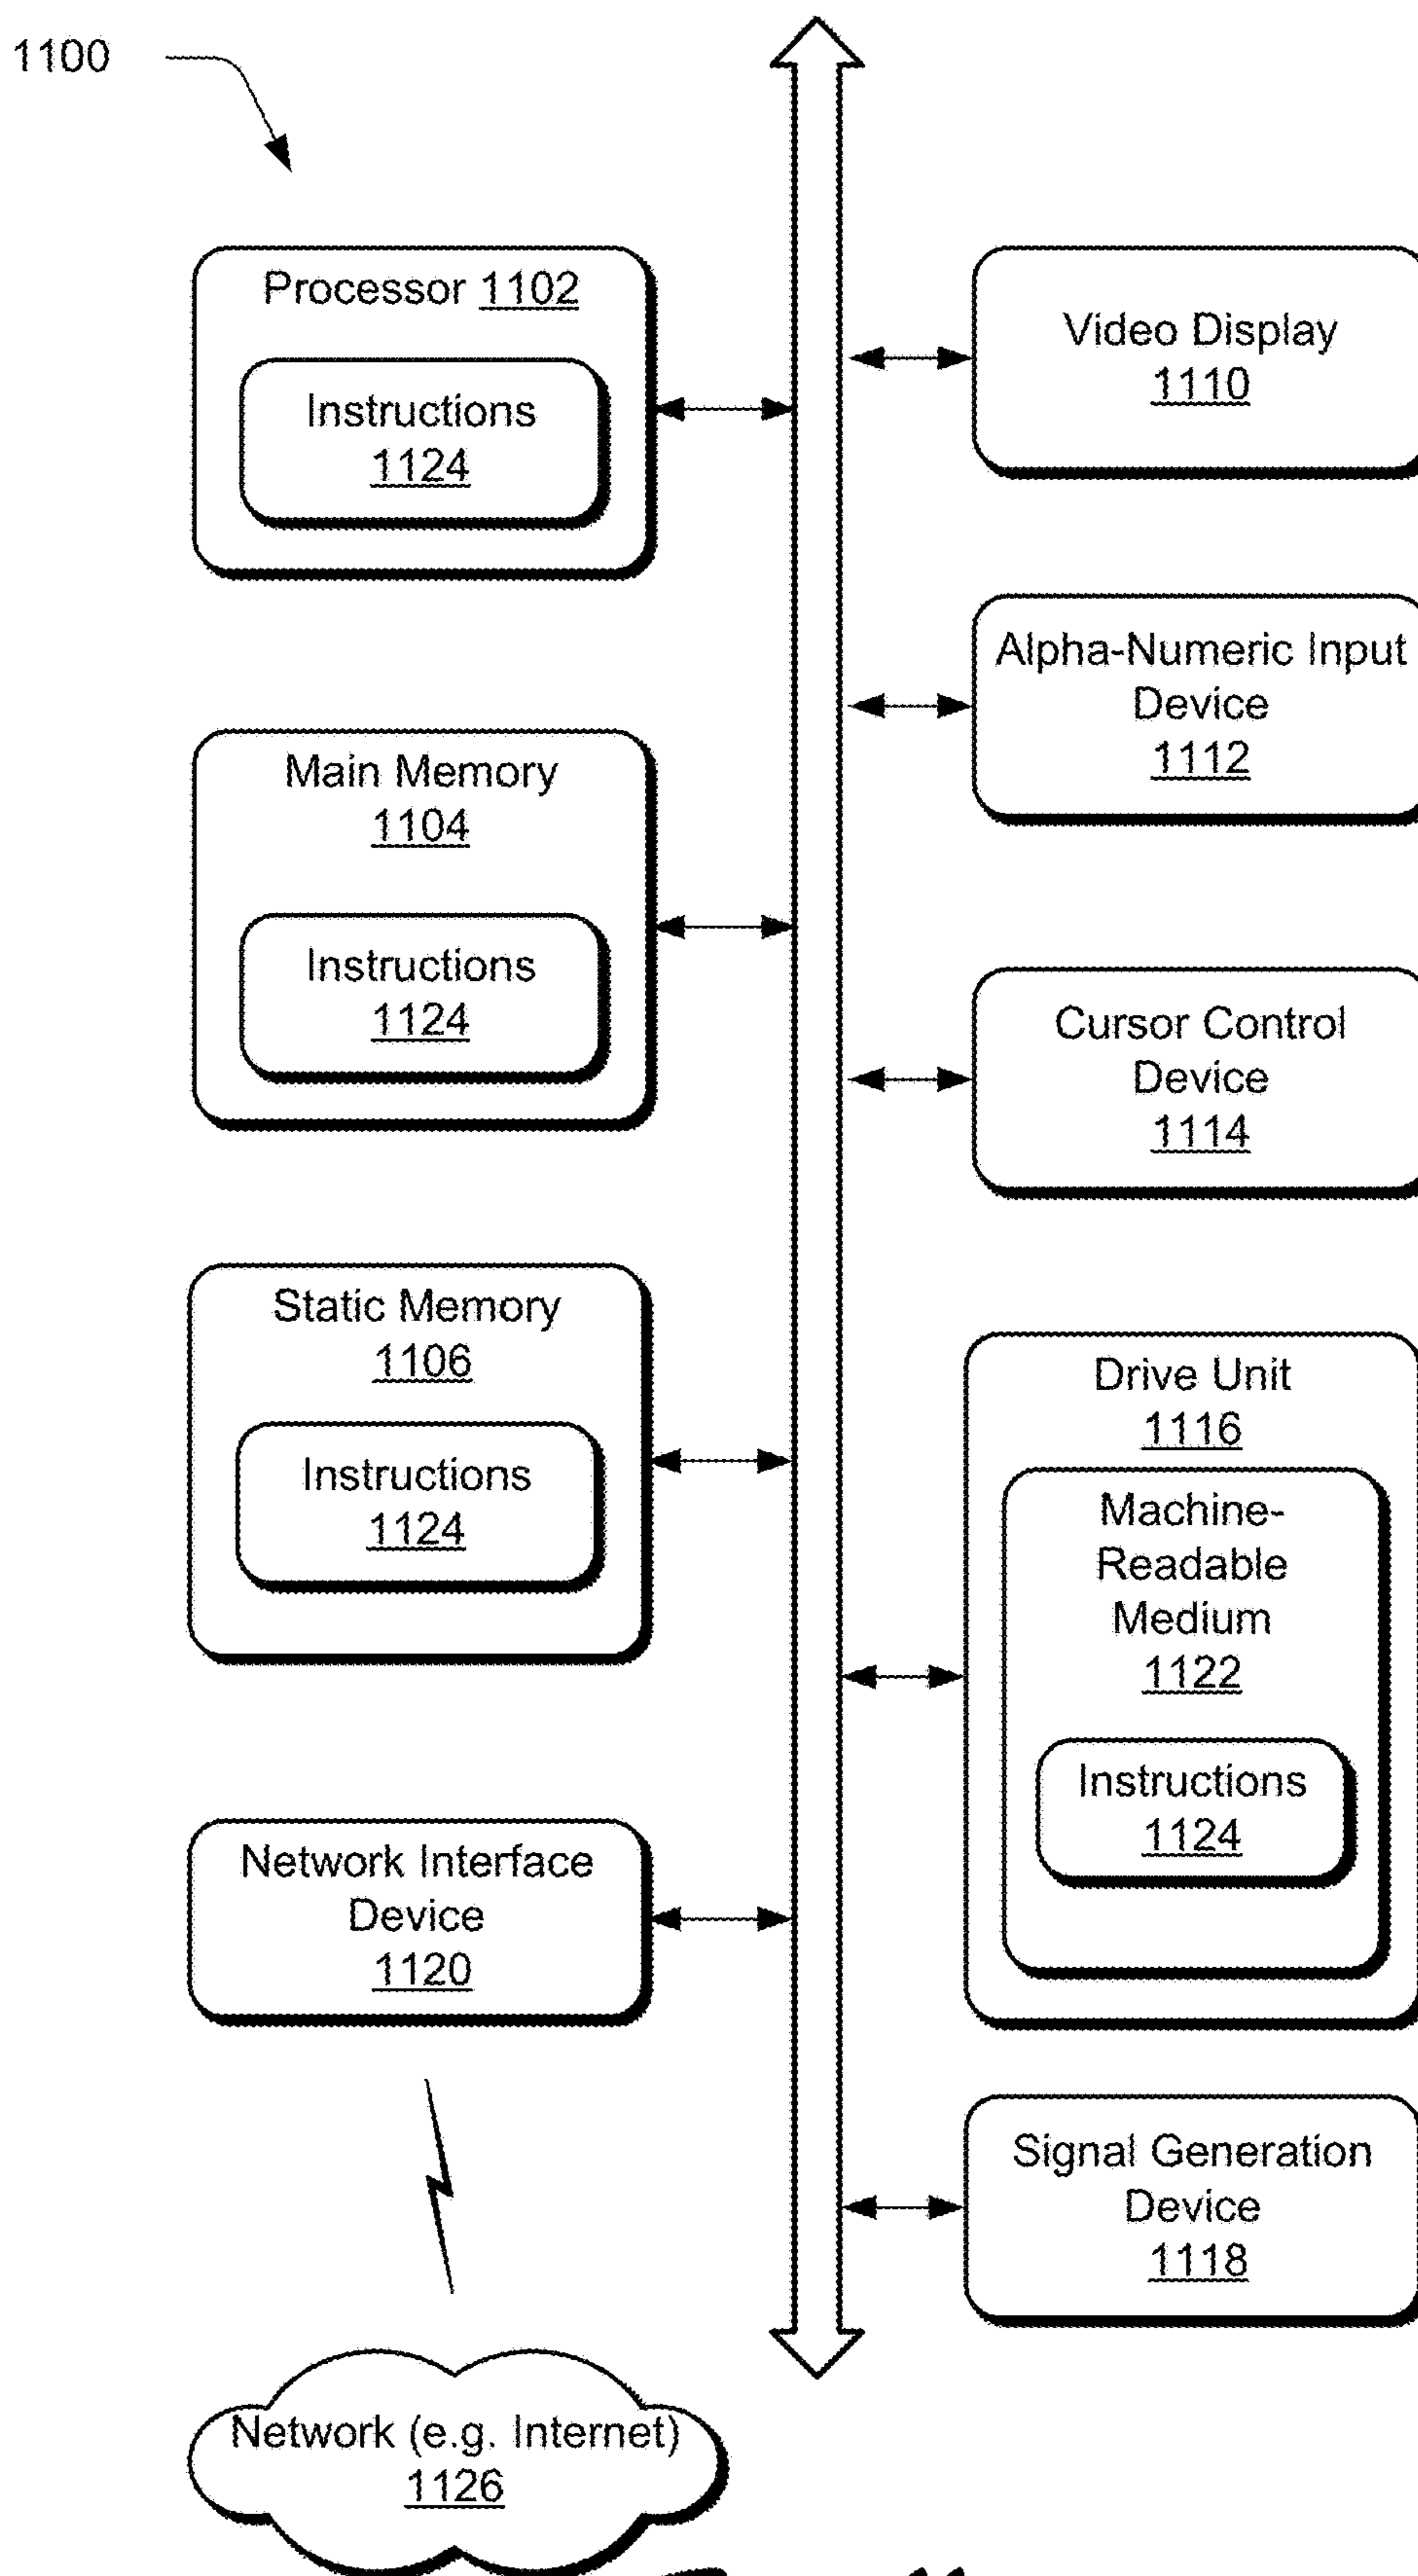 1100
Processor 1102
Instructions
1124
Main Memory
1104
Instructions
1124
Static Memory
1106
Instructions
1124
Network Interface
Device
1120
Network (e.g. Internet)
1126
Video Display
1110
Alpha-Numeric Input
Device
1112
Cursor Control
Device
1114
Drive Unit
1116
Machine-
Readable
Medium
1122
Instructions
1124
Signal Generation
Device
1118